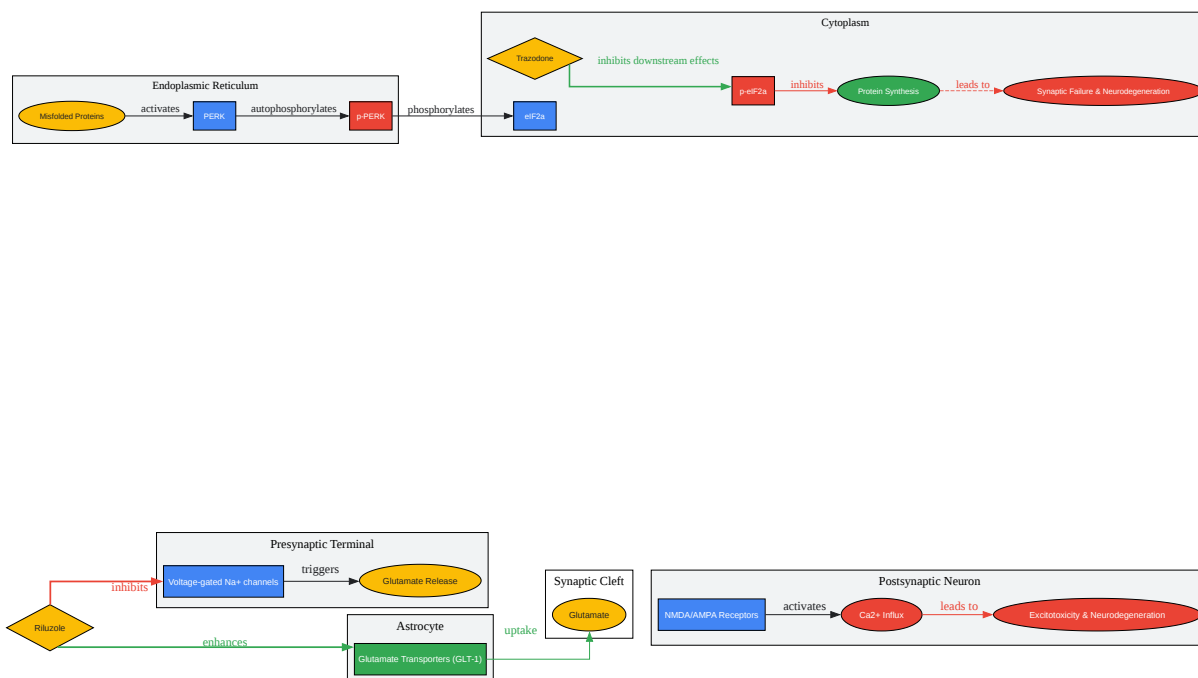 Cytoplasm
Trazodone
inhibits downstream effects
Endoplasmic Reticulum
Misfolded Proteins
activates
PERK
autophosphorylates
p-PERK
phosphorylates
eIF2a
p-eIF2a
inhibits
Protein Synthesis
leads to
Synaptic Failure & Neurodegeneration
Presynaptic Terminal
Voltage-gated Na+ channels
triggers
Glutamate Release
inhibits
Riluzole
enhances
Astrocyte
Glutamate Transporters (GLT-1)
uptake
Synaptic Cleft
Glutamate
Postsynaptic Neuron
NMDA/AMPA Receptors
activates
Ca2+ Influx
leads to
Excitotoxicity & Neurodegeneration